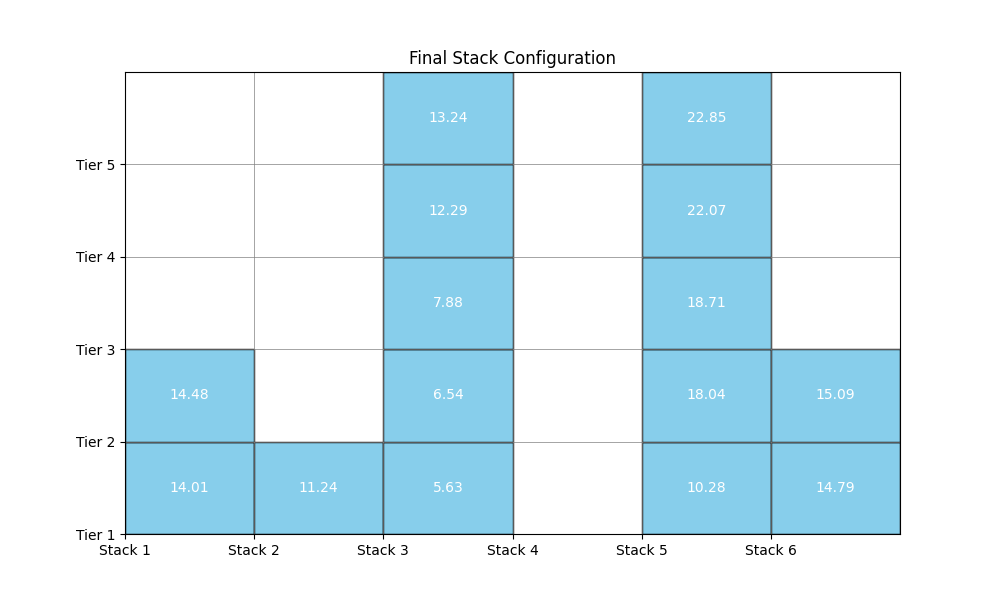 Final Stack Configuration
13.24 22.85
Tier 5
12.29 22.07
Tier 4
7.88 18.71
Tier 3
14.48 6.54 18.04 15.09
Tier 2
14.01 11.24 5.63 10.28 14.79
Tier 1
Stack 1 Stack 2 Stack 3 Stack 4 Stack 5 Stack 6